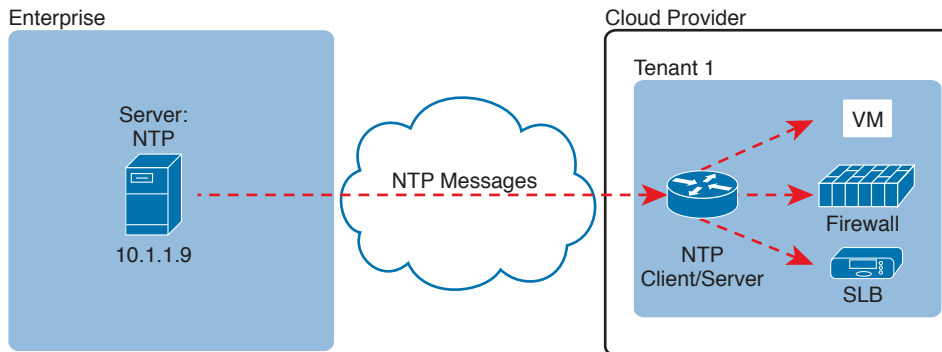 Enterprise
Cloud Provider
Tenant 1
Server:
NTP
10.1.1.9
NTP Messages
NTP
Client/Server
VM
Firewall
SLB